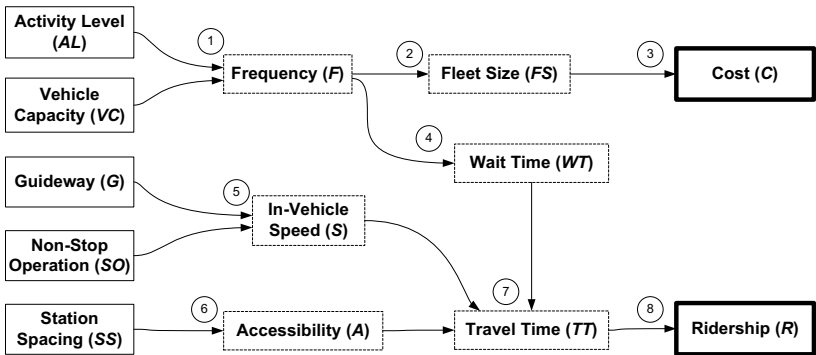 Activity Level
(AL)
1
2
3
Frequency (F)
Fleet Size (FS)
Cost (C)
Vehicle
Capacity (VC)
4
Wait Time (WT)
Guideway (G)
5
In-Vehicle
Speed (S)
Non-Stop
Operation (SO)
7
Station
Spacing (SS)
6
Accessibility (A)
Travel Time (TT)
8
Ridership (R)